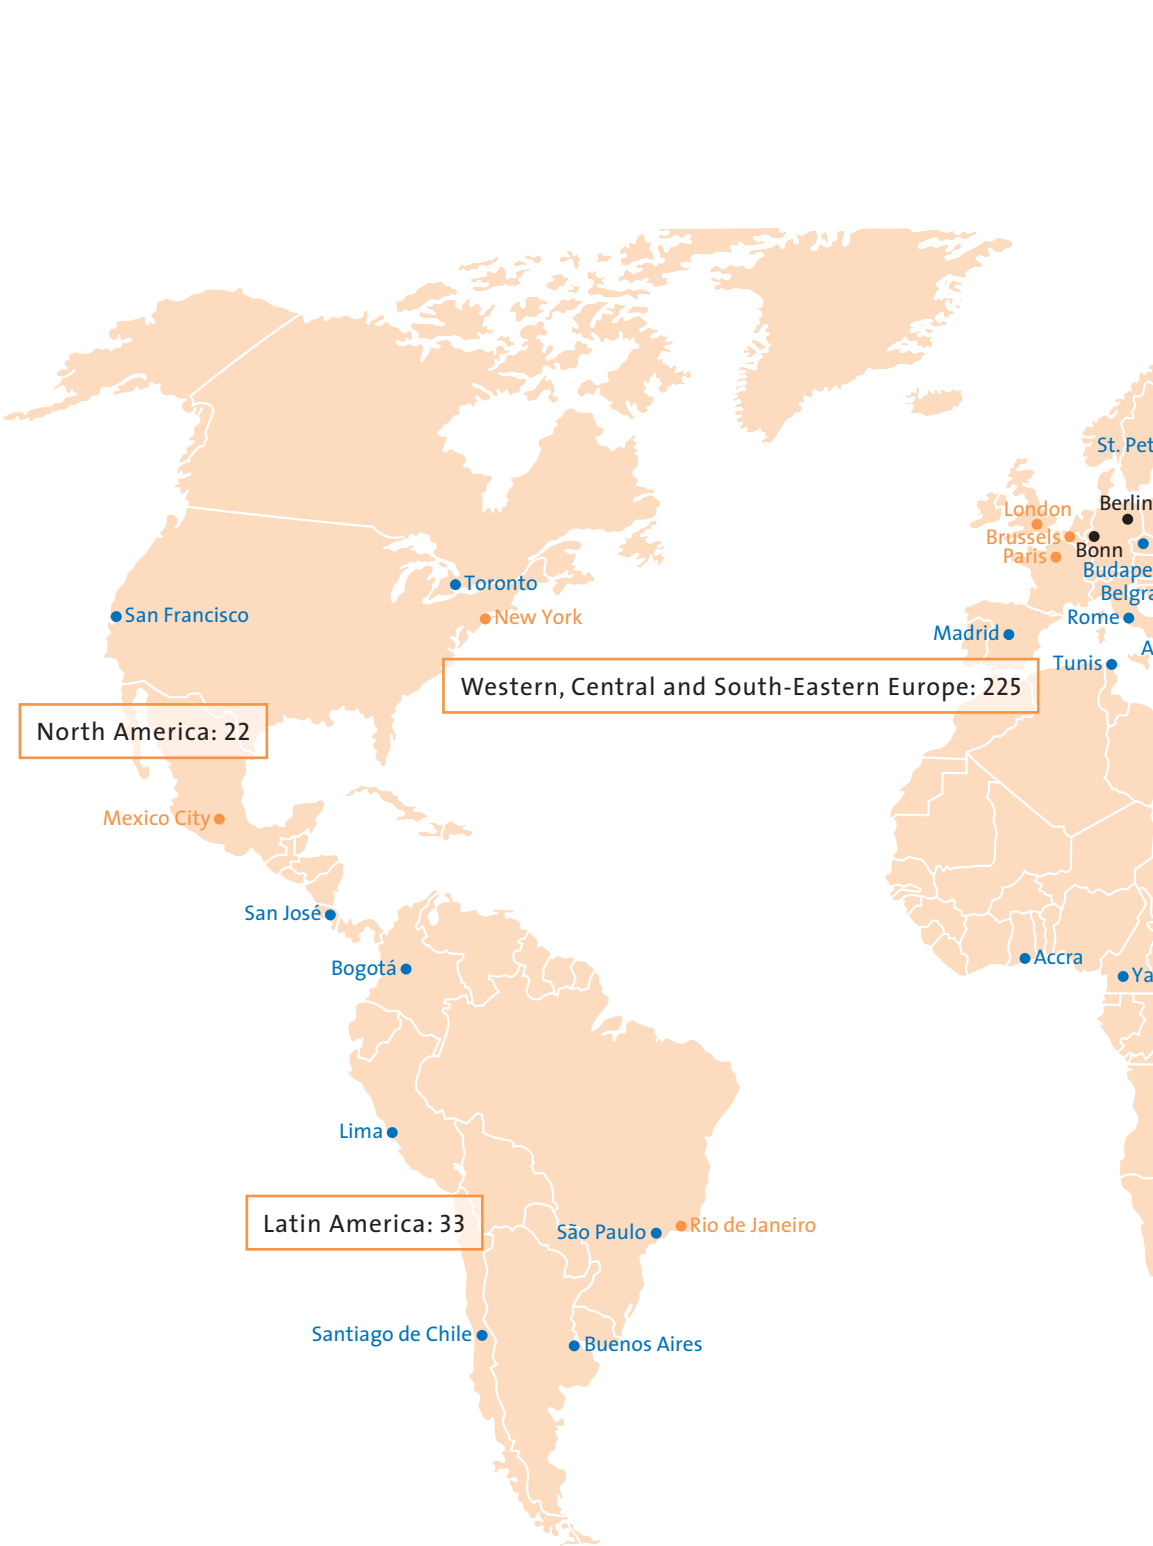 St. Pet
London
Berlin
Brussels
Bonn
Paris
Budape
Toronto
Belgra
San Francisco
New York
Rome
Madrid
A
Tunis
Western, Central and South-Eastern Europe: 225
North America: 22
Mexico City
San José
Accra
Bogotá
Ya
Lima
Latin America: 33
São Paulo
Rio de Janeiro
Santiago de Chile
Buenos Aires